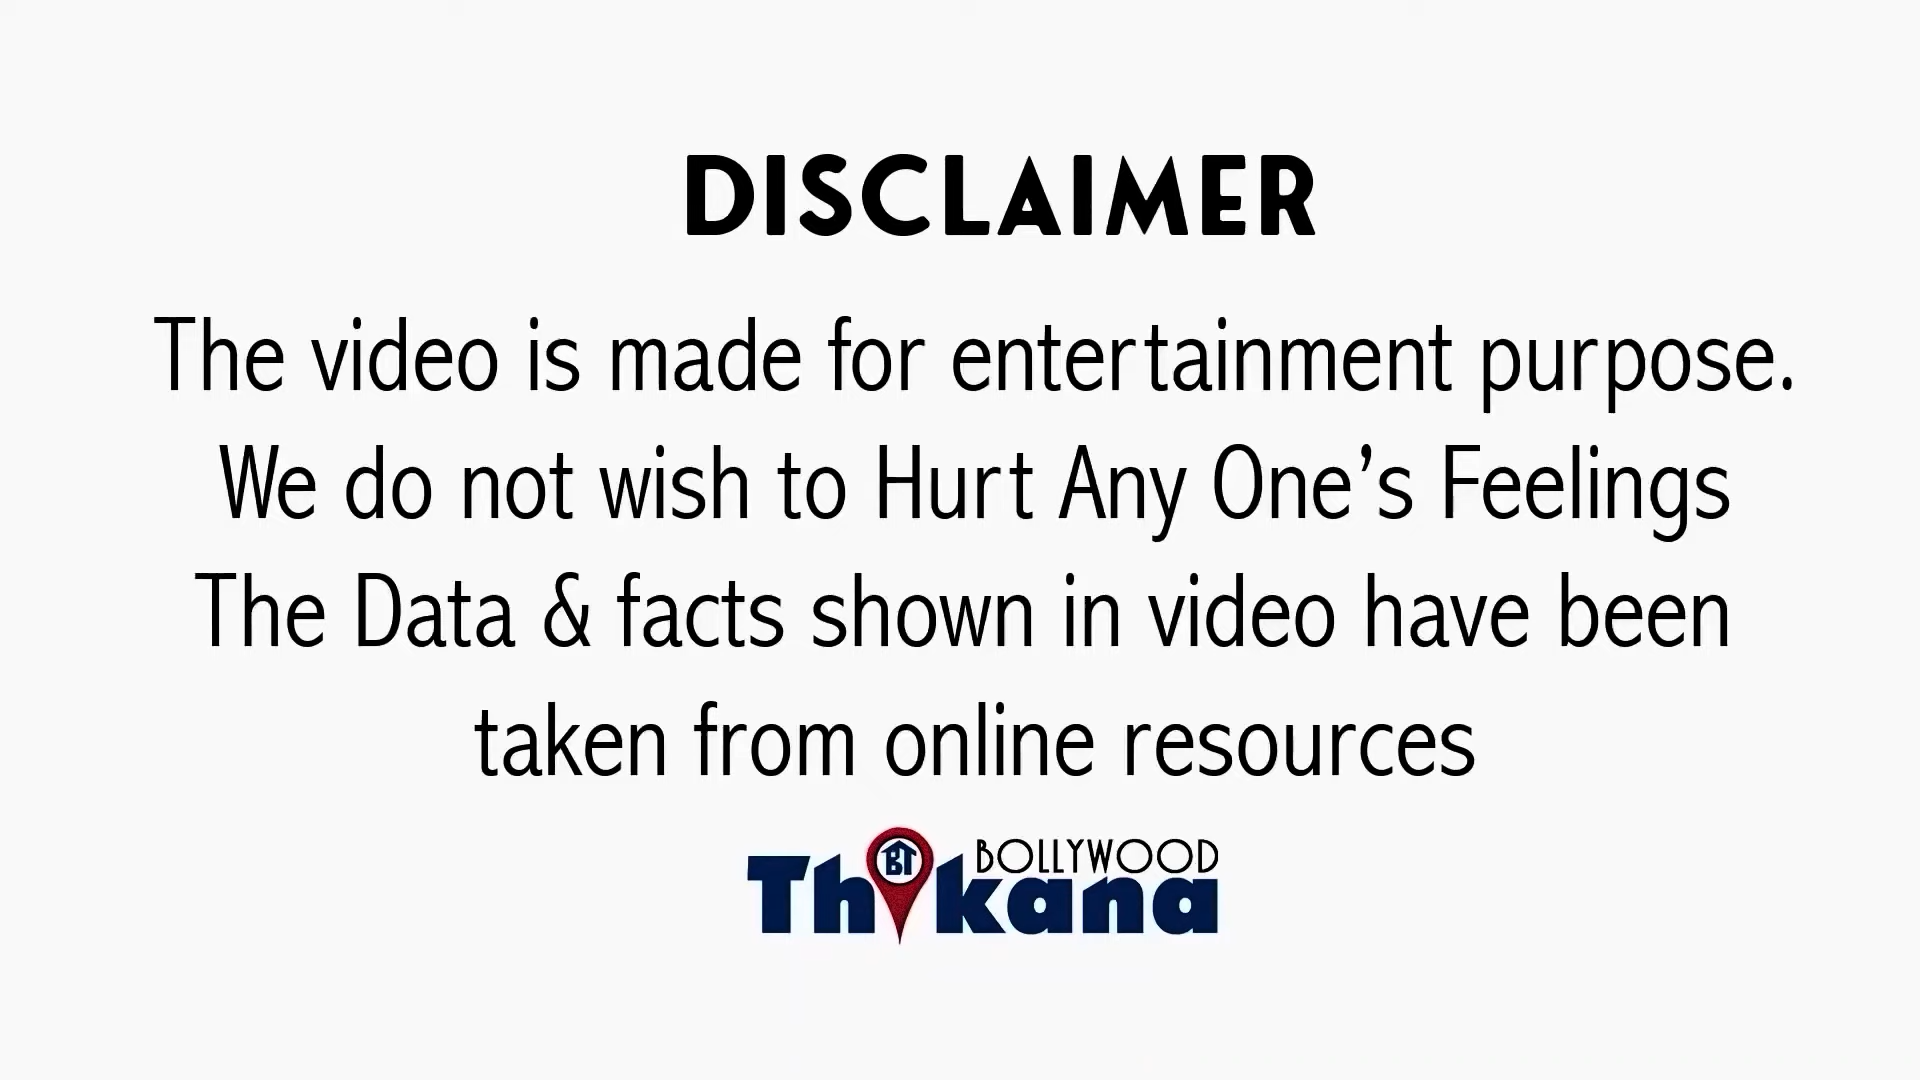 DISCLAIMER
The video is made for entertainment purpose.
We do not wish to Hurt Any One's Feelings
The Data & facts shown in video have been
taken from online resources
BOLLYWOOD
BT
Thikana